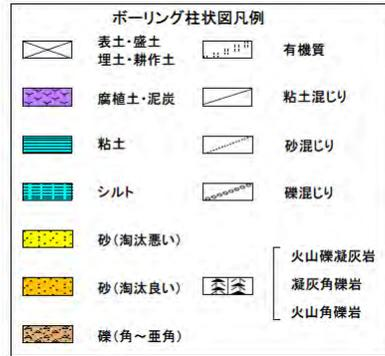 ボーリング柱状図凡例
表土・盛土
埋土・耕作土
腐植土・泥炭
粘土
シルト
砂(淘汰悪い)
砂(淘汰良い)
礫(角～亜角)
有機質
粘土混じり
砂混じり
礫混じり
火山礫凝灰岩
凝灰角礫岩
火山角礫岩